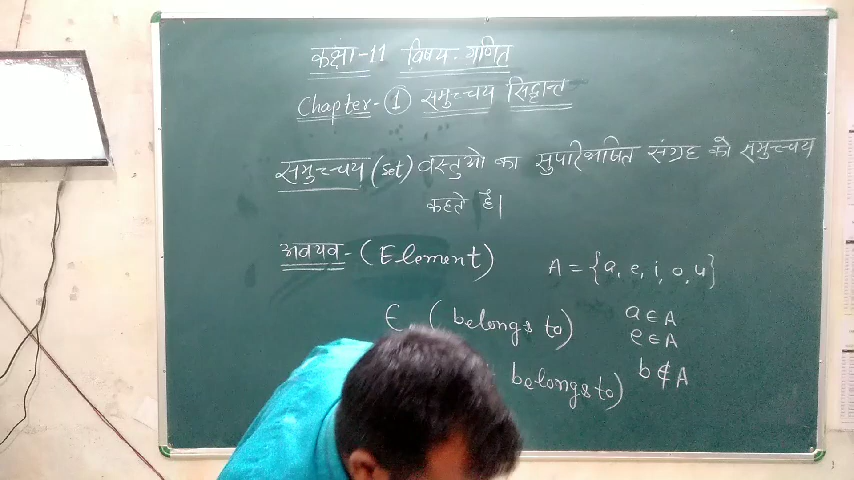 कक्षा-11 विषय-गणित
Chapter-① समुच्चय सिद्धान्त
समुच्चय (set) वस्तुओ का सुपरिभाषित संग्रह को समुच्चय
कहते है।
अवयव-(Element)
A = {a, e, i, o, u}
∈ (belongs to)
a ∈ A
e ∈ A
belongs to)
b ∉ A